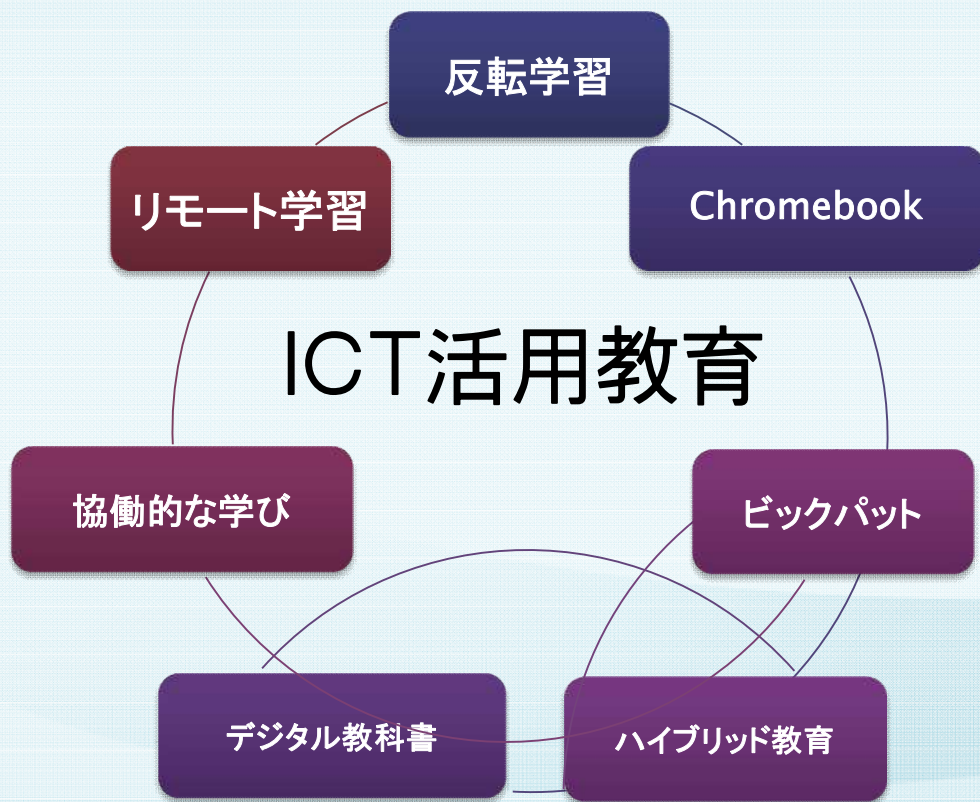 反転学習
リモート学習
Chromebook
ICT活用教育
協働的な学び
ビックパット
デジタル教科書
ハイブリッド教育